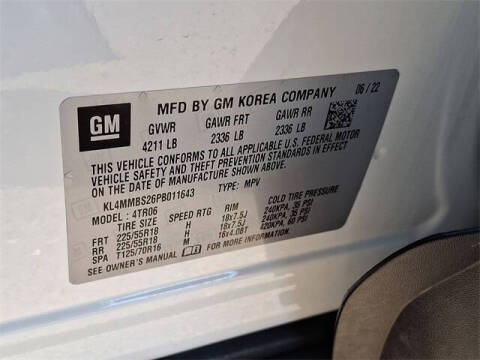 GM
MFD BY GM KOREA COMPANY 06/22
GVWR GAWR FRT GAWR RR
4211 LB 2336 LB 2336 LB
THIS VEHICLE CONFORMS TO ALL APPLICABLE U.S. FEDERAL MOTOR
VEHICLE SAFETY AND THEFT PREVENTION STANDARDS IN EFFECT ON
THE DATE OF MANUFACTURE SHOWN ABOVE.
KL4MMBS26PB011643 TYPE: MPV
MODEL: 4TR06
TIRE SIZE SPEED RTG RIM COLD TIRE PRESSURE
FRT 225/55R18 H 18x7.5J 240KPA, 35 PSI
RR 225/55R18 H 18x7.5J 240KPA, 35 PSI
SPA T125/70R16 M 16x4.00T 420KPA, 60 PSI
SEE OWNER'S MANUAL